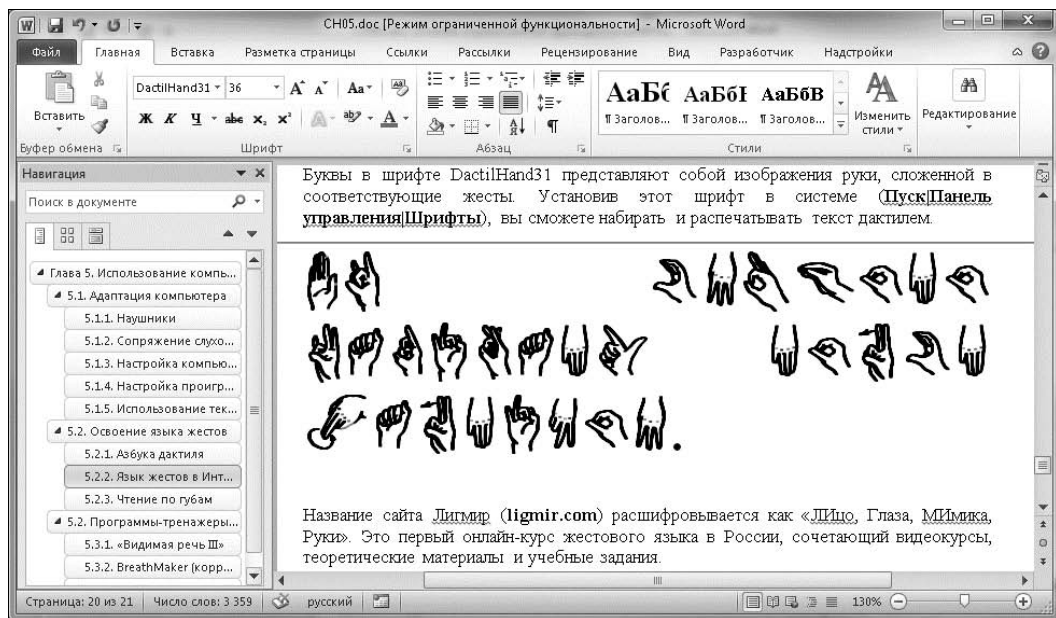 CH05.doc [Режим ограниченной функциональности] - Microsoft Word
Файл Главная Вставка Разметка страницы Ссылки Рассылки Рецензирование Вид Разработчик Надстройки
DactilHand31 36
Вставить
Ж К Ч abc x₂ x²
АаБб АаБбІ АаБбВ
¶ Заголов... ¶ Заголов... ¶ Заголов...
Изменить стили
Редактирование
Буфер обмена Шрифт Абзац Стили
Навигация
Поиск в документе
Глава 5. Использование компь...
5.1. Адаптация компьютера
5.1.1. Наушники
5.1.2. Сопряжение слухо...
5.1.3. Настройка компью...
5.1.4. Настройка проигр...
5.1.5. Использование тек...
5.2. Освоение языка жестов
5.2.1. Азбука дактиля
5.2.2. Язык жестов в Инт...
5.2.3. Чтение по губам
5.2. Программы-тренажеры...
5.3.1. «Видимая речь III»
5.3.2. BreathMaker (корр...
Буквы в шрифте DactilHand31 представляют собой изображения руки, сложенной в
соответствующие жесты. Установив этот шрифт в системе (Пуск|Панель
управления|Шрифты), вы сможете набирать и распечатывать текст дактилем.
Название сайта Лигмир (ligmir.com) расшифровывается как «ЛИцо, Глаза, МИмика,
Руки». Это первый онлайн-курс жестового языка в России, сочетающий видеокурсы,
теоретические материалы и учебные задания.
Страница: 20 из 21 Число слов: 3 359 русский 130%